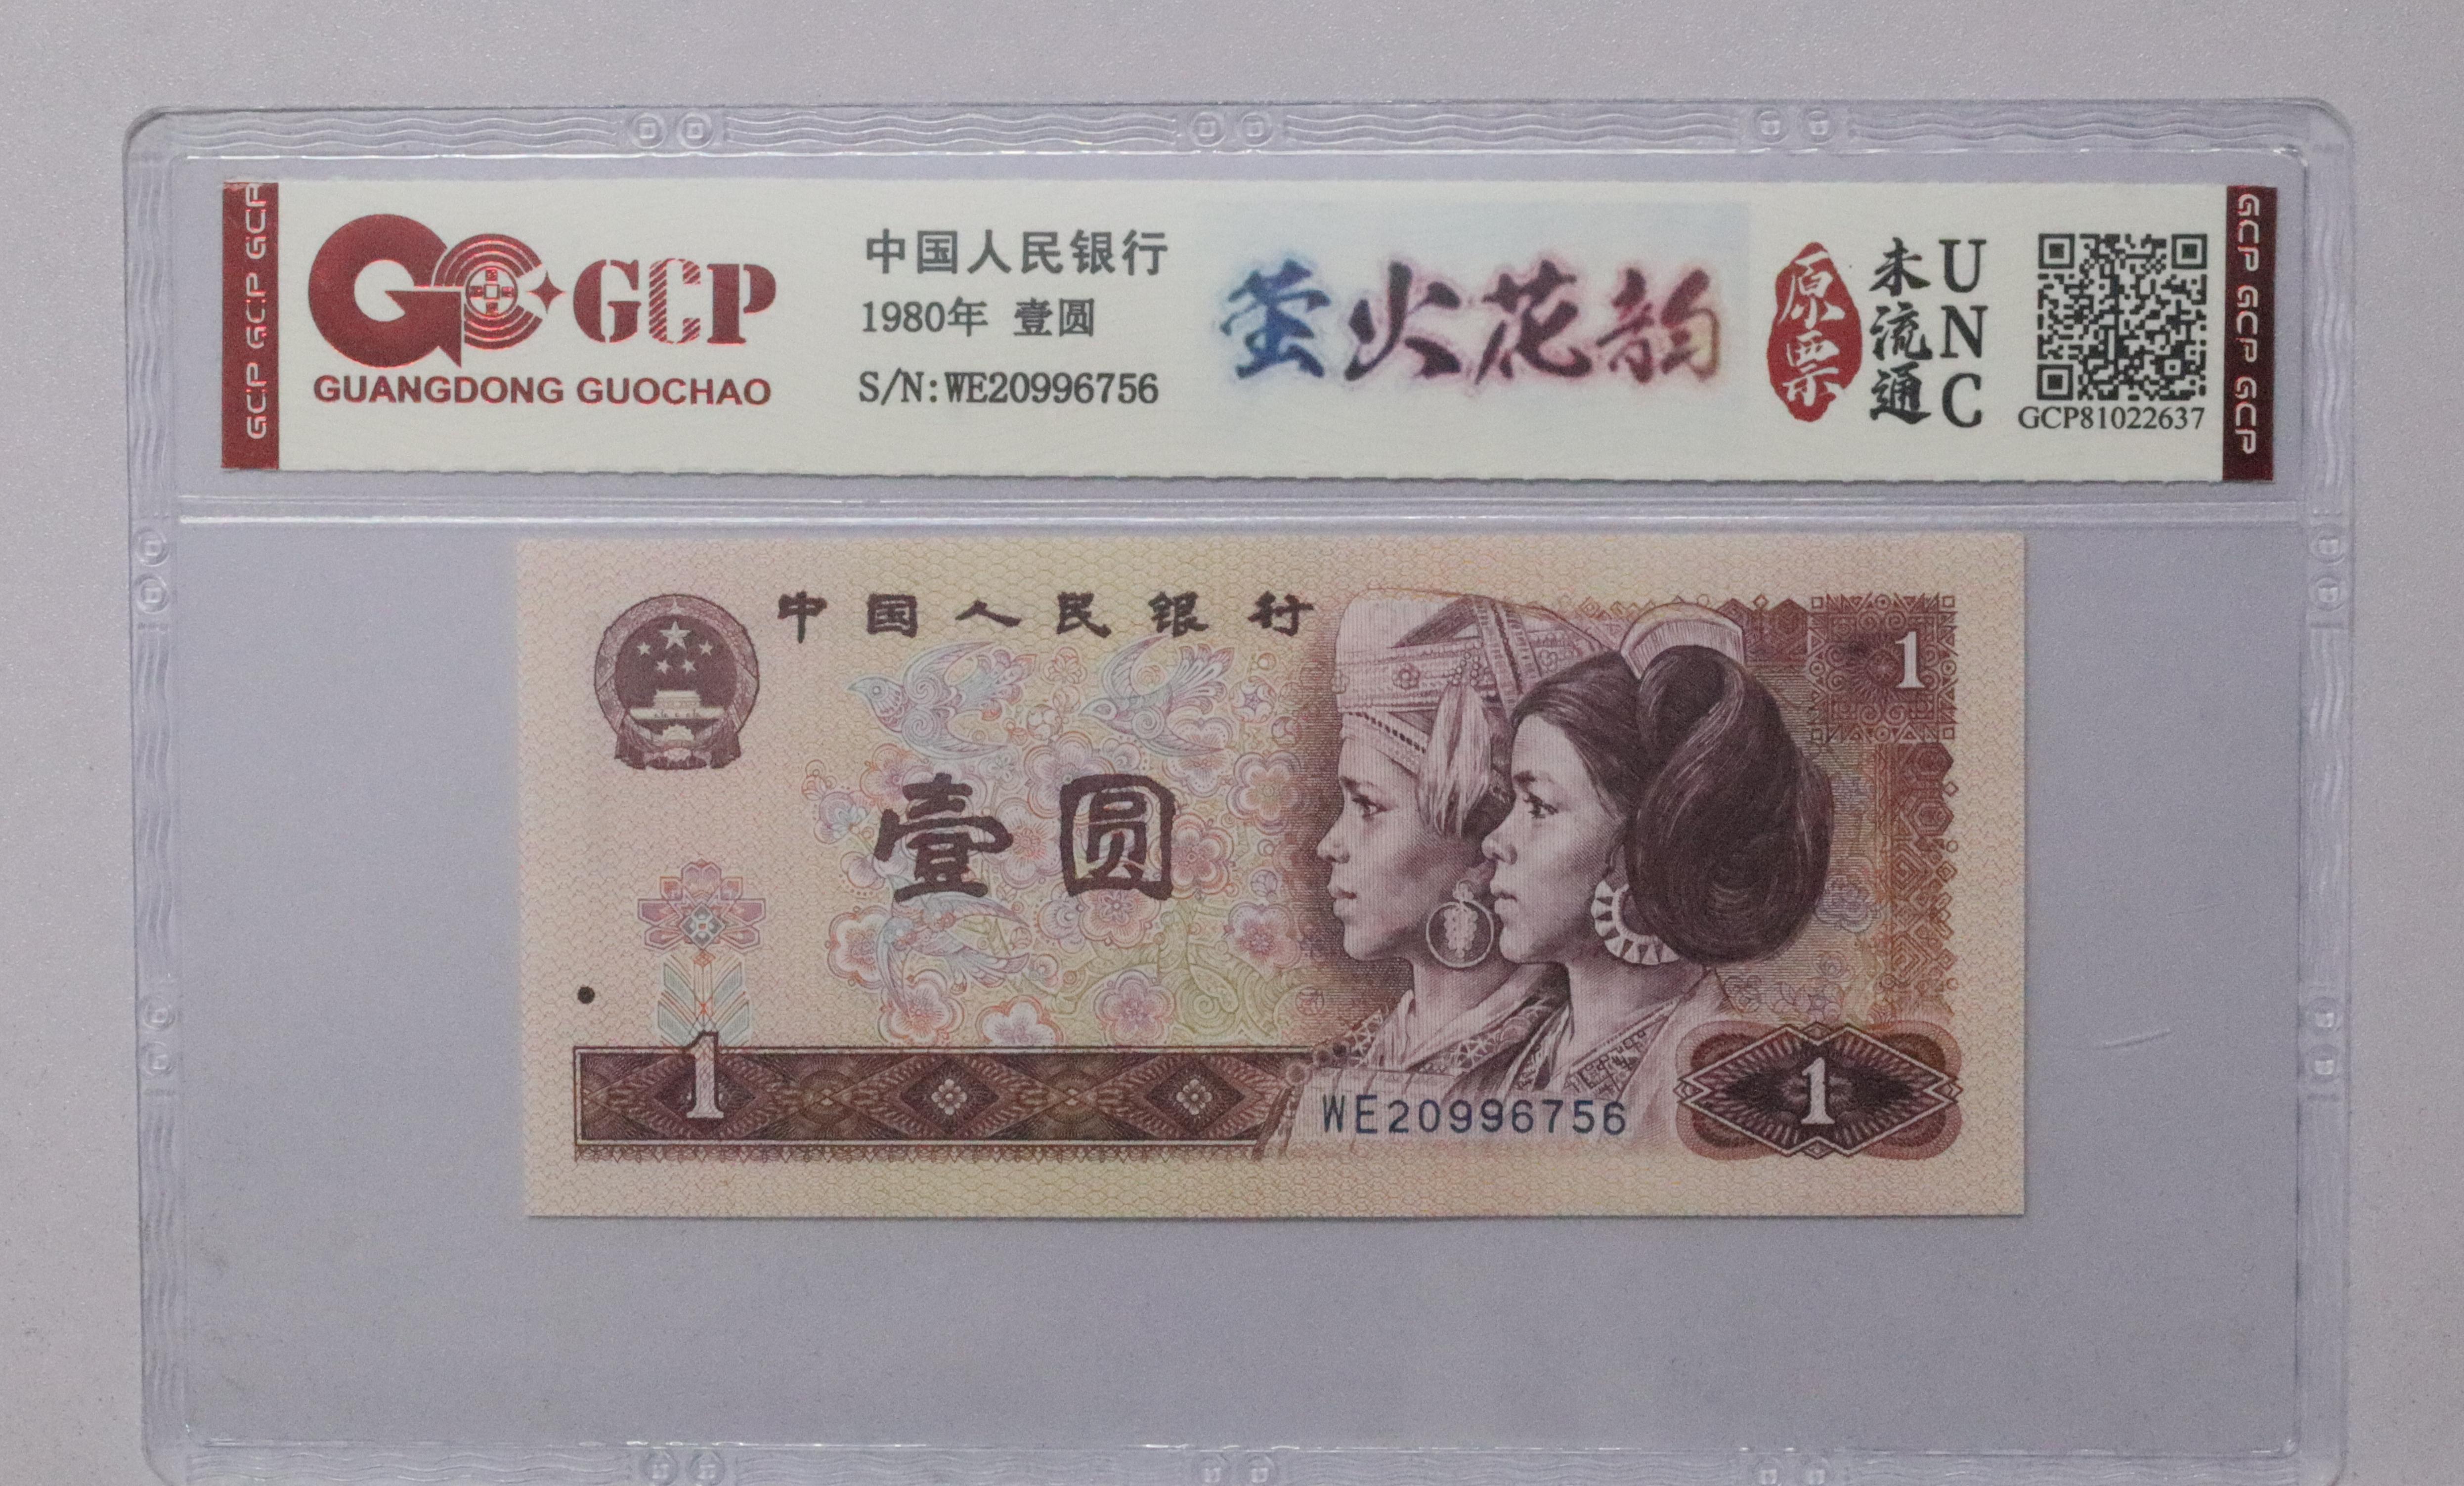 GCP GCP GCP
GCP
GUANGDONG GUOCHAO
中国人民银行
1980年 壹圆
S/N:WE20996756
萤火花韵
原票
未流通
UNC
GCP81022637
GCP GCP GCP
中国人民银行
1
壹圆
1
WE20996756
1